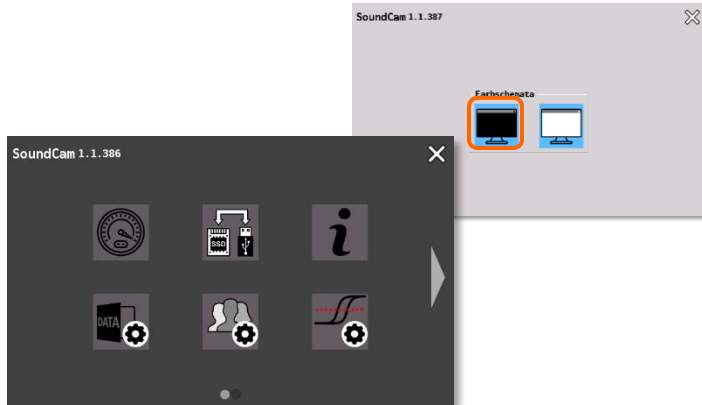 SoundCam 1.1.387
Farbschemata
SoundCam 1.1.386
SSD
DATA